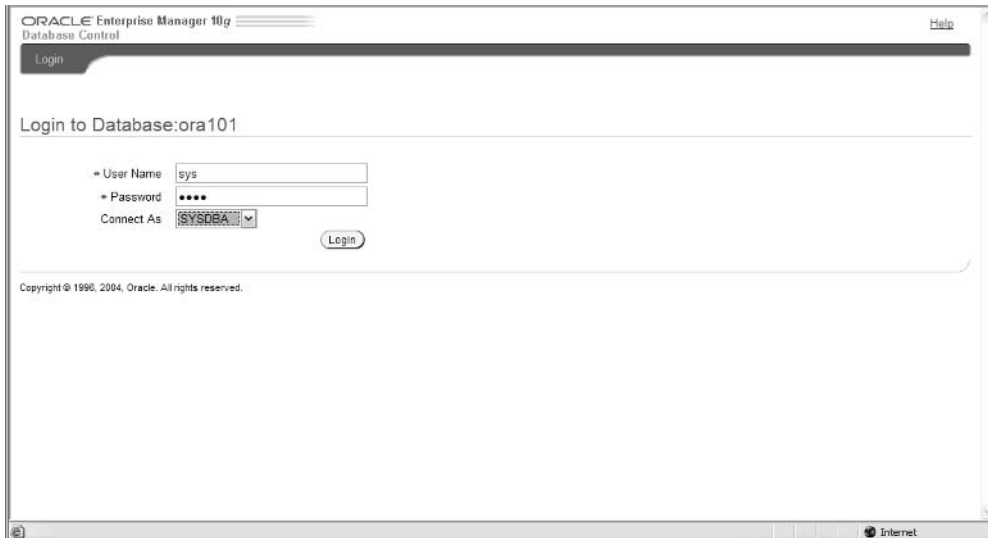 ORACLE Enterprise Manager 10g
Database Control
Help
Login
Login to Database:ora101
* User Name sys
* Password ••••
Connect As SYSDBA
Login
Copyright © 1996, 2004, Oracle. All rights reserved.
Internet